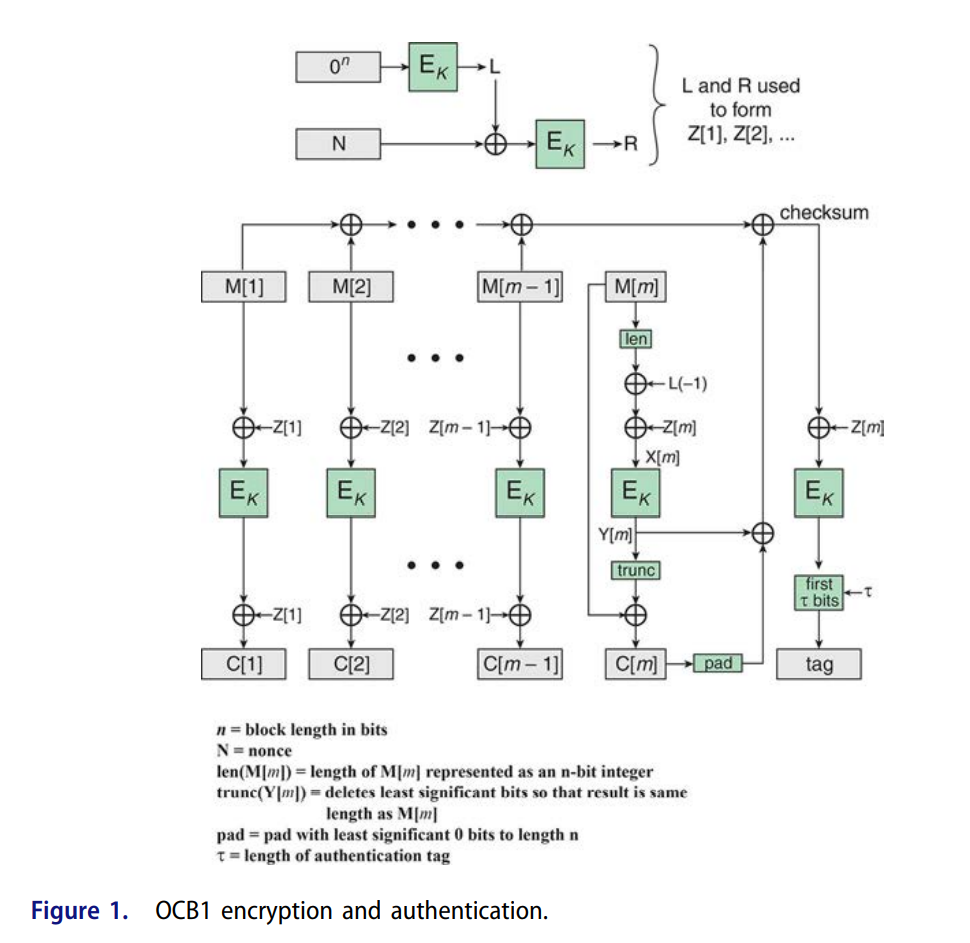 0ⁿ E_K L
L and R used
to form
Z[1], Z[2], ...
N E_K R
checksum
M[1] M[2] M[m – 1] M[m]
len
L(–1)
Z[1] Z[2] Z[m – 1] Z[m] Z[m]
X[m]
E_K E_K E_K E_K E_K
Y[m]
trunc
first
τ bits τ
Z[1] Z[2] Z[m – 1]
C[1] C[2] C[m – 1] C[m] pad tag
n = block length in bits
N = nonce
len(M[m]) = length of M[m] represented as an n-bit integer
trunc(Y[m]) = deletes least significant bits so that result is same
length as M[m]
pad = pad with least significant 0 bits to length n
τ = length of authentication tag
Figure 1. OCB1 encryption and authentication.